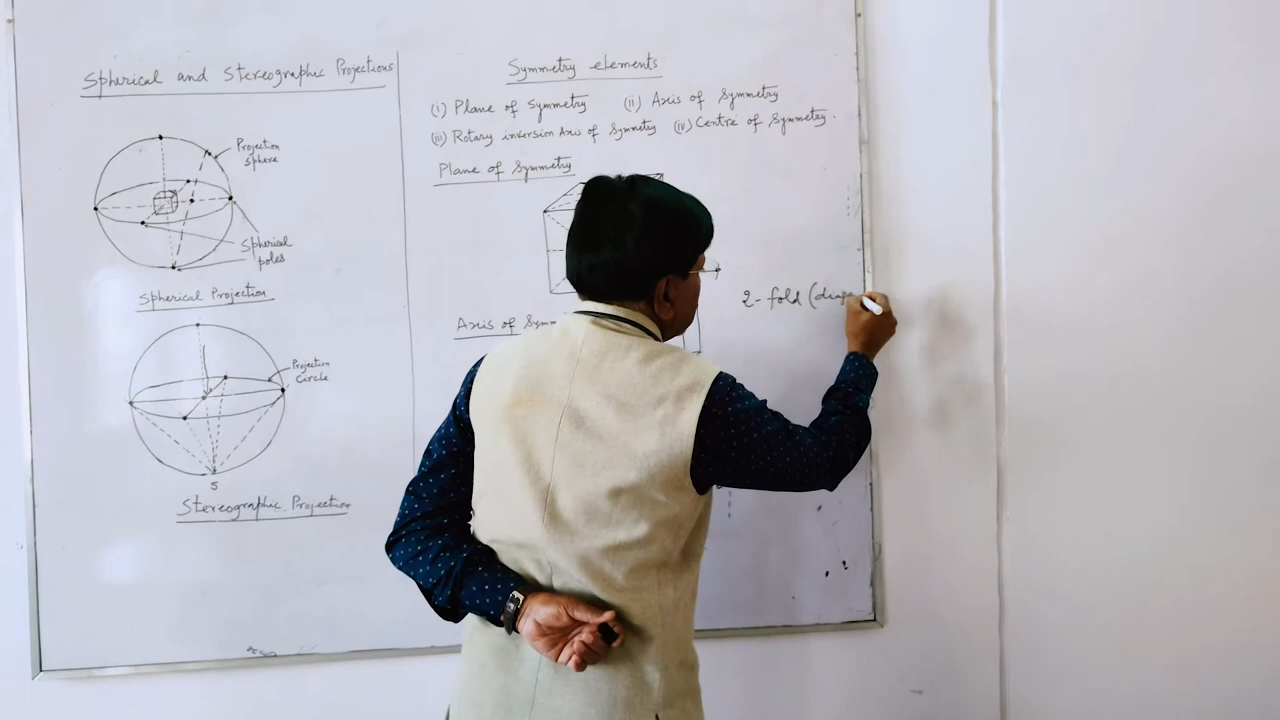 Spherical and Stereographic Projections
Projection
sphere
Spherical
poles
Spherical Projection
Projection
Circle
S
Stereographic Projection
Symmetry elements
(i) Plane of Symmetry (ii) Axis of Symmetry
(iii) Rotary inversion Axis of Symmetry (iv) Centre of Symmetry.
Plane of Symmetry
2-fold (
Axis of